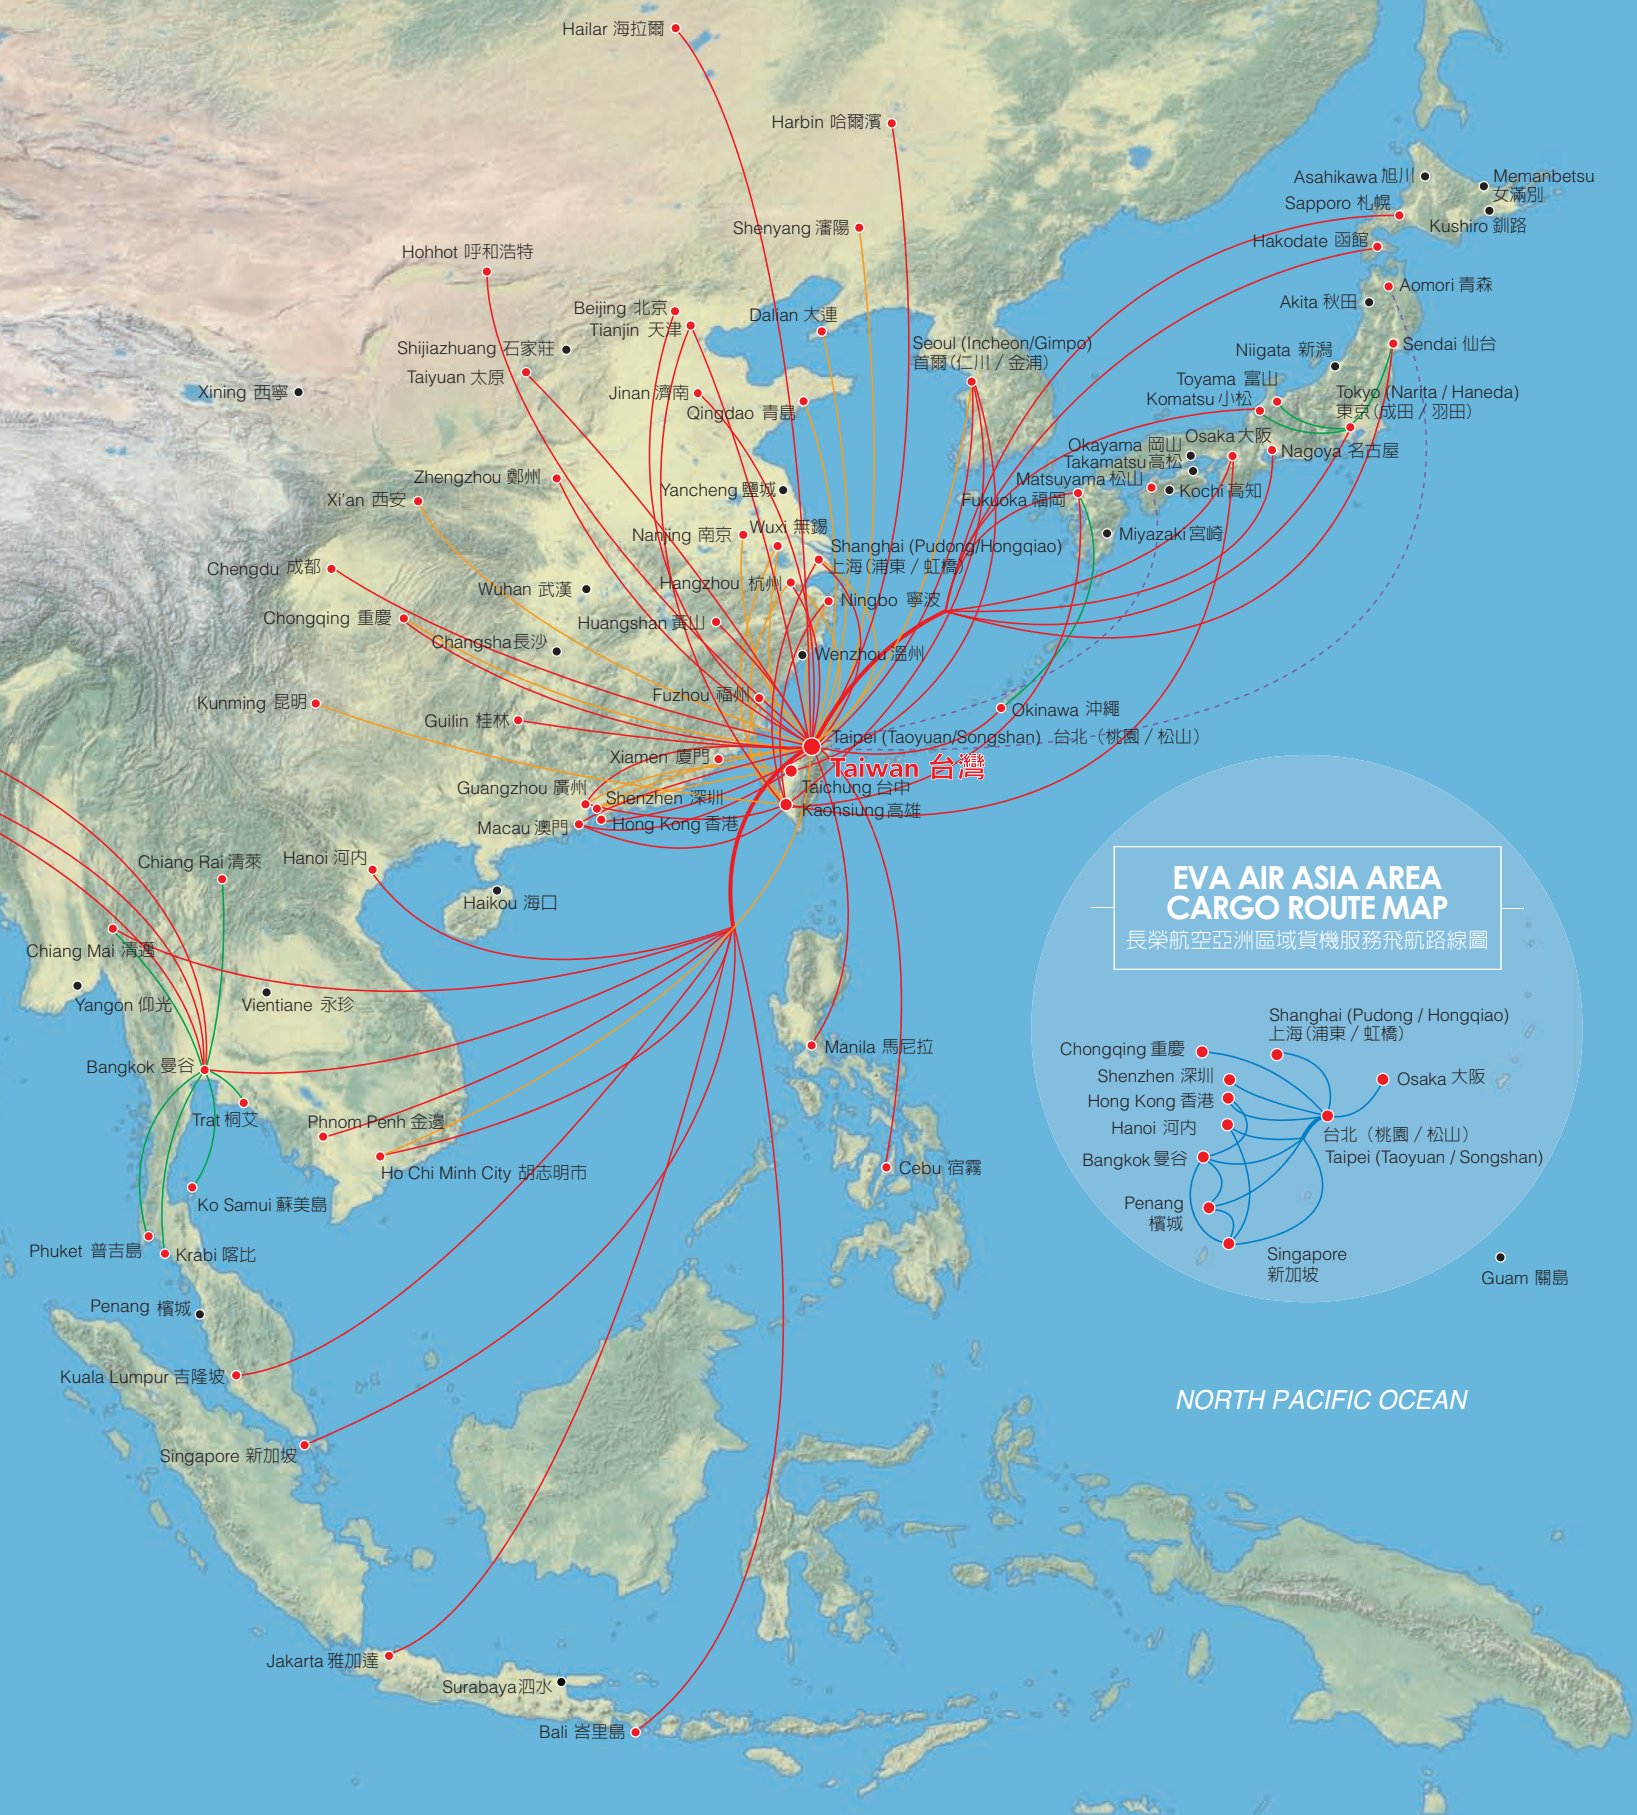 Hailar 海拉爾
Harbin 哈爾濱
Asahikawa 旭川
Memanbetsu
女滿別
Sapporo 札幌
Kushiro 釧路
Shenyang 瀋陽
Hakodate 函館
Hohhot 呼和浩特
Aomori 青森
Akita 秋田
Beijing 北京
Tianjin 天津
Dalian 大連
Seoul (Incheon/Gimpo)
首爾(仁川 / 金浦)
Sendai 仙台
Shijiazhuang 石家莊
Niigata 新潟
Taiyuan 太原
Toyama 富山
Xining 西寧
Jinan 濟南
Komatsu 小松
Tokyo (Narita / Haneda)
東京(成田 / 羽田)
Qingdao 青島
Okayama 岡山
Osaka 大阪
Nagoya 名古屋
Takamatsu 高松
Zhengzhou 鄭州
Matsuyama 松山
Yancheng 鹽城
Kochi 高知
Xi'an 西安
Fukuoka 福岡
Nanjing 南京
Wuxi 無錫
Miyazaki 宮崎
Shanghai (Pudong/Hongqiao)
上海(浦東 / 虹橋)
Chengdu 成都
Wuhan 武漢
Hangzhou 杭州
Ningbo 寧波
Chongqing 重慶
Huangshan 黃山
Changsha 長沙
Wenzhou 溫州
Kunming 昆明
Fuzhou 福州
Guilin 桂林
Okinawa 沖繩
Taipei (Taoyuan/Songshan) 台北（桃園 / 松山）
Xiamen 廈門
Taiwan 台灣
Guangzhou 廣州
Taichung 台中
Shenzhen 深圳
Kaohsiung 高雄
Macau 澳門
Hong Kong 香港
Chiang Rai 清萊
Hanoi 河內
Haikou 海口
Chiang Mai 清邁
Yangon 仰光
Vientiane 永珍
Bangkok 曼谷
Manila 馬尼拉
Trat 桐艾
Phnom Penh 金邊
Ho Chi Minh City 胡志明市
Cebu 宿霧
Ko Samui 蘇美島
Phuket 普吉島
Krabi 喀比
Penang 檳城
Kuala Lumpur 吉隆坡
Singapore 新加坡
Jakarta 雅加達
Surabaya 泗水
Bali 峇里島
EVA AIR ASIA AREA
CARGO ROUTE MAP
長榮航空亞洲區域貨機服務飛航路線圖
Shanghai (Pudong / Hongqiao)
上海(浦東 / 虹橋)
Chongqing 重慶
Shenzhen 深圳
Osaka 大阪
Hong Kong 香港
Hanoi 河內
台北（桃園 / 松山）
Taipei (Taoyuan / Songshan)
Bangkok 曼谷
Penang
檳城
Singapore
新加坡
Guam 關島
NORTH PACIFIC OCEAN